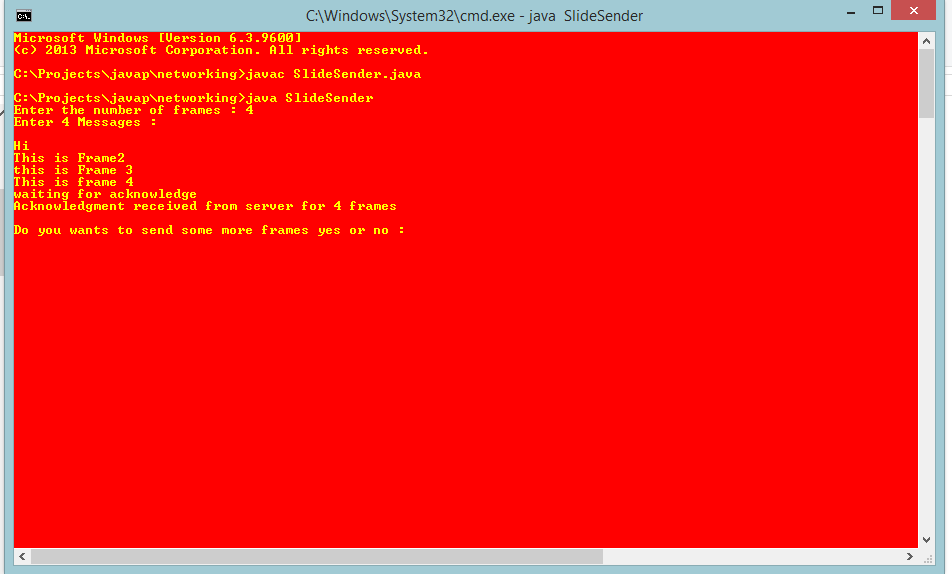 C:\Windows\System32\cmd.exe - java  SlideSender
Microsoft Windows [Version 6.3.9600]
(c) 2013 Microsoft Corporation. All rights reserved.
C:\Projects\javap\networking>javac SlideSender.java
C:\Projects\javap\networking>java SlideSender
Enter the number of frames : 4
Enter 4 Messages :
Hi
This is Frame2
this is Frame 3
This is frame 4
waiting for acknowledge
Acknowledgment received from server for 4 frames
Do you wants to send some more frames yes or no :